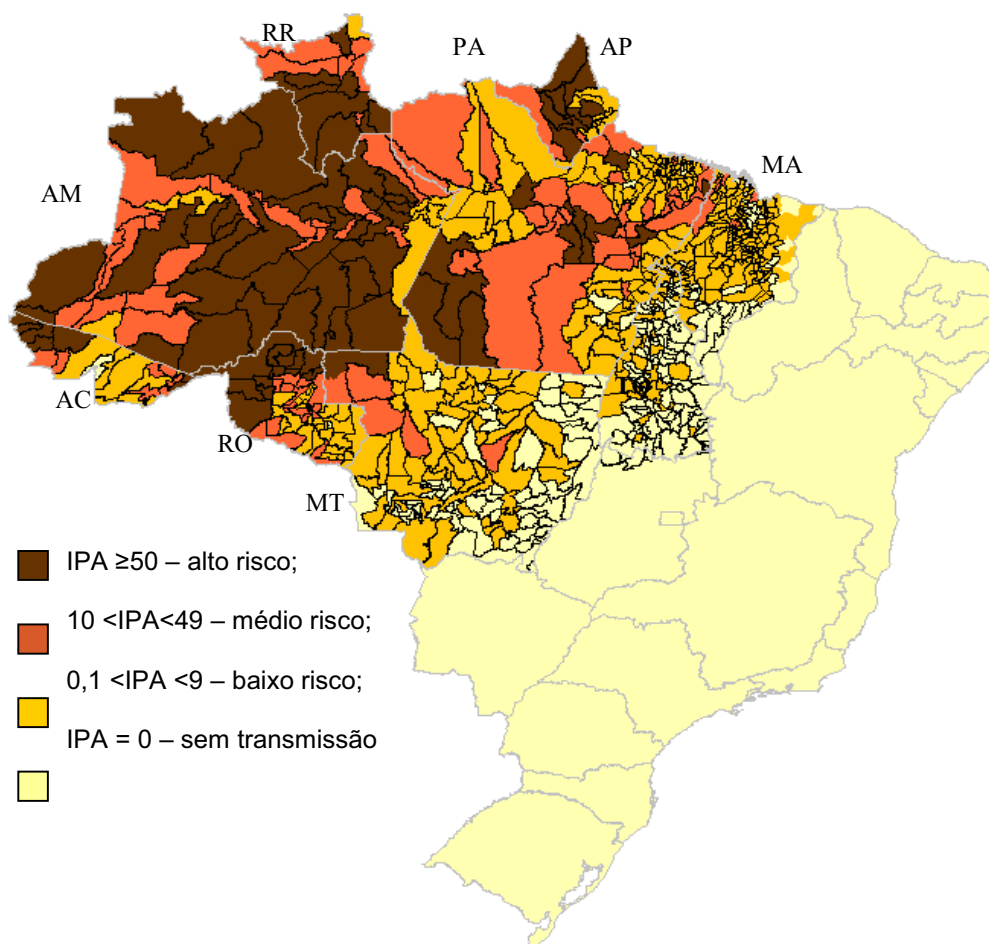 RR
PA
AP
MA
AM
TO
AC
RO
MT
IPA ≥50 – alto risco;
10 <IPA<49 – médio risco;
0,1 <IPA <9 – baixo risco;
IPA = 0 – sem transmissão